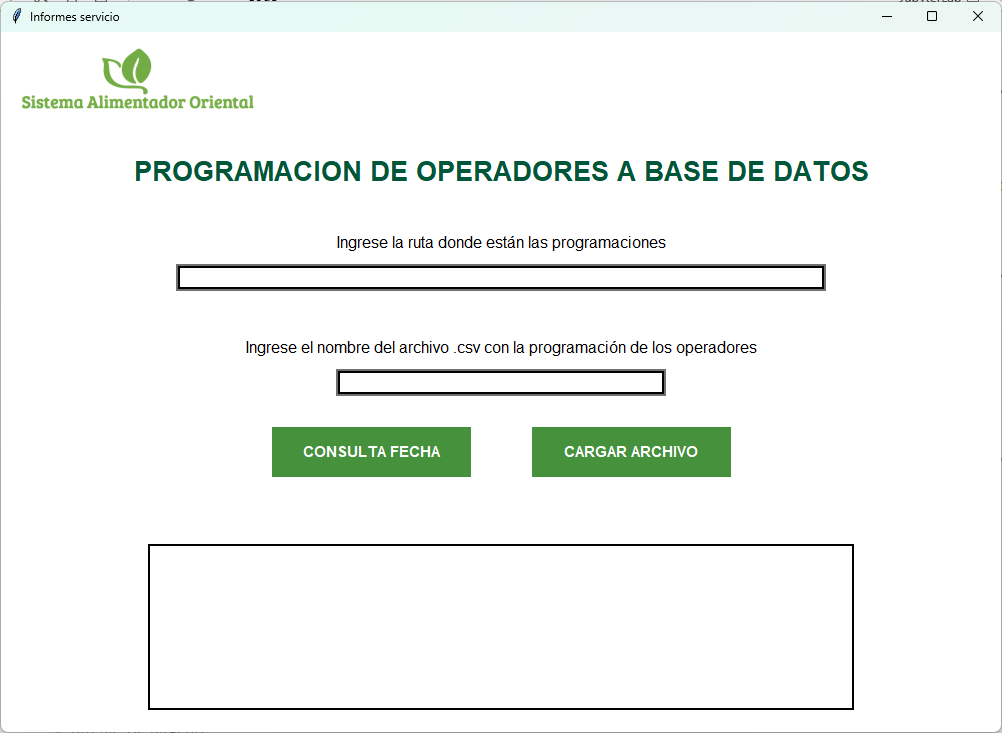 Informes servicio
Sistema Alimentador Oriental
PROGRAMACION DE OPERADORES A BASE DE DATOS
Ingrese la ruta donde están las programaciones
Ingrese el nombre del archivo .csv con la programación de los operadores
CONSULTA FECHA
CARGAR ARCHIVO